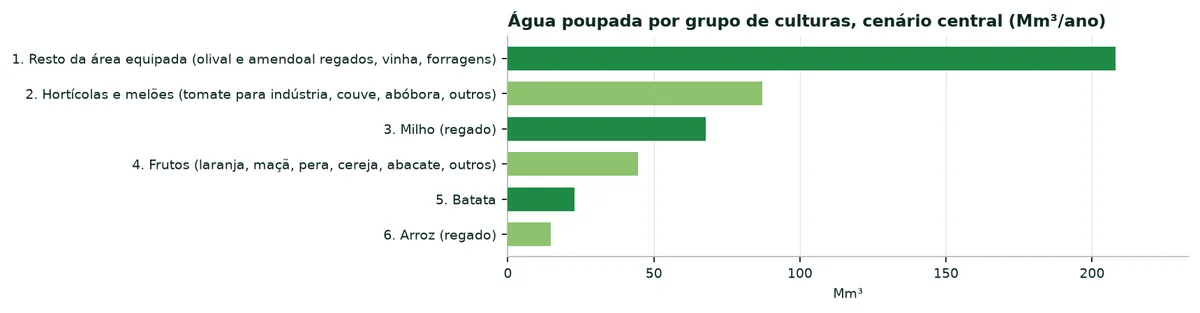 Água poupada por grupo de culturas, cenário central (Mm³/ano)
1. Resto da área equipada (olival e amendoal regados, vinha, forragens)
2. Hortícolas e melões (tomate para indústria, couve, abóbora, outros)
3. Milho (regado)
4. Frutos (laranja, maçã, pera, cereja, abacate, outros)
5. Batata
6. Arroz (regado)
0 50 100 150 200
Mm³